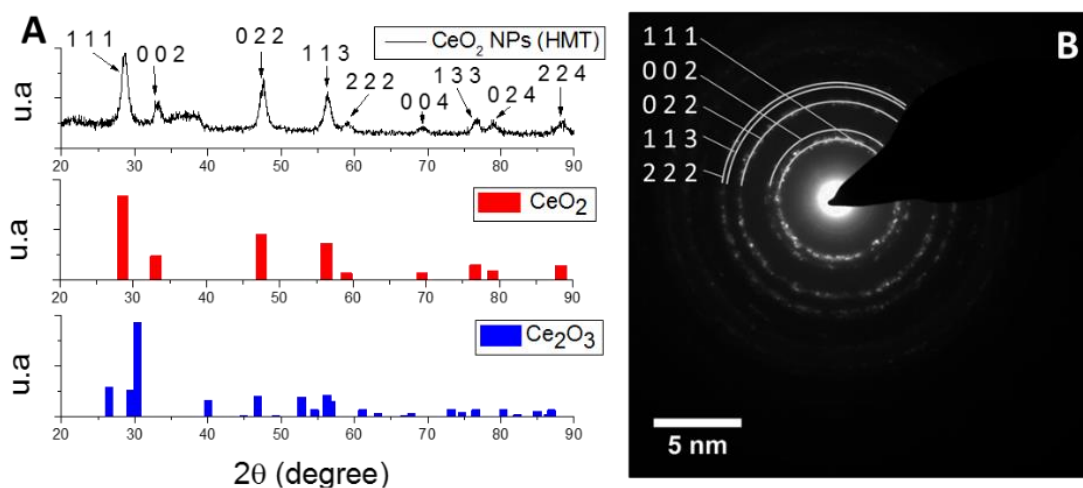 A
CeO2 NPs (HMT)
1 1 1
0 0 2
0 2 2
1 1 3
2 2 2
0 0 4
1 3 3
0 2 4
2 2 4
u.a
20 30 40 50 60 70 80 90
CeO2
u.a
20 30 40 50 60 70 80 90
Ce2O3
u.a
20 30 40 50 60 70 80 90
2θ (degree)
B
1 1 1
0 0 2
0 2 2
1 1 3
2 2 2
5 nm